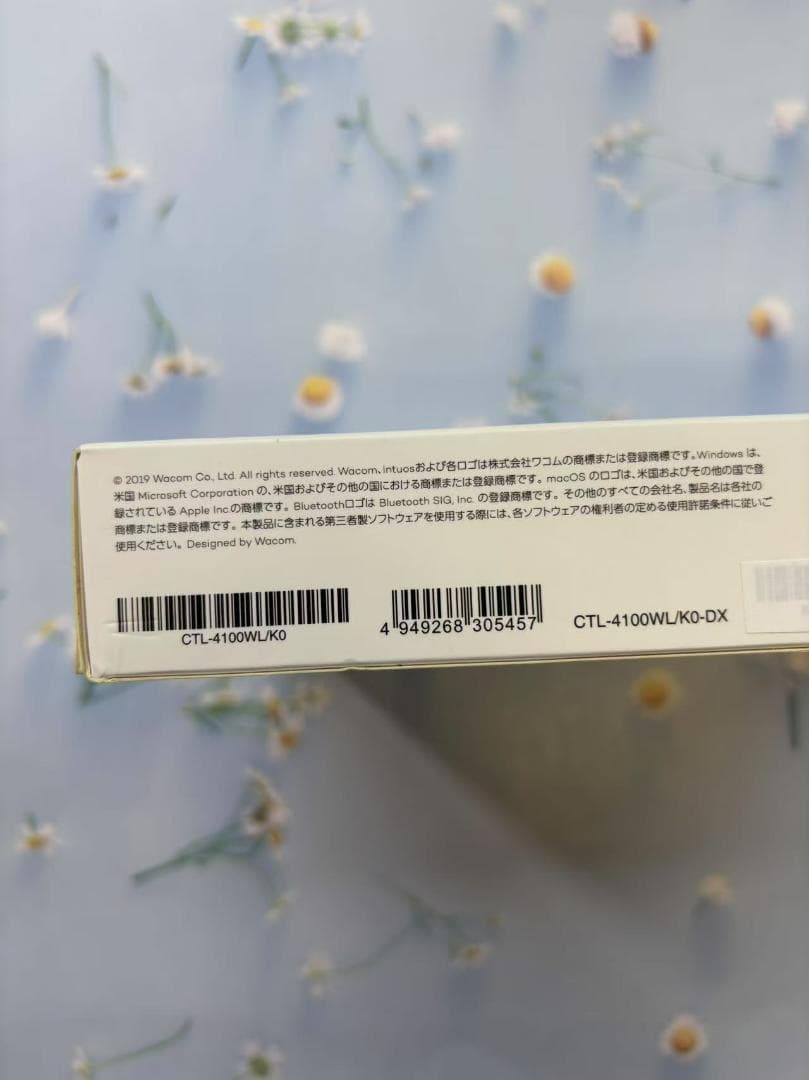 © 2019 Wacom Co., Ltd. All rights reserved. Wacom、intuosおよび各ロゴは株式会社ワコムの商標または登録商標です。Windows は、
米国 Microsoft Corporation の、米国およびその他の国における商標または登録商標です。 macOS のロゴは、米国およびその他の国で登
録されている Apple Inc.の商標です。 Bluetoothロゴは Bluetooth SIG, Inc. の登録商標です。 その他のすべての会社名、製品名は各社の
商標または登録商標です。 本製品に含まれる第三者製ソフトウェアを使用する際には、各ソフトウェアの権利者の定める使用許諾条件に従いご
使用ください。 Designed by Wacom.
CTL-4100WL/K0
4 949268 305457
CTL-4100WL/K0-DX